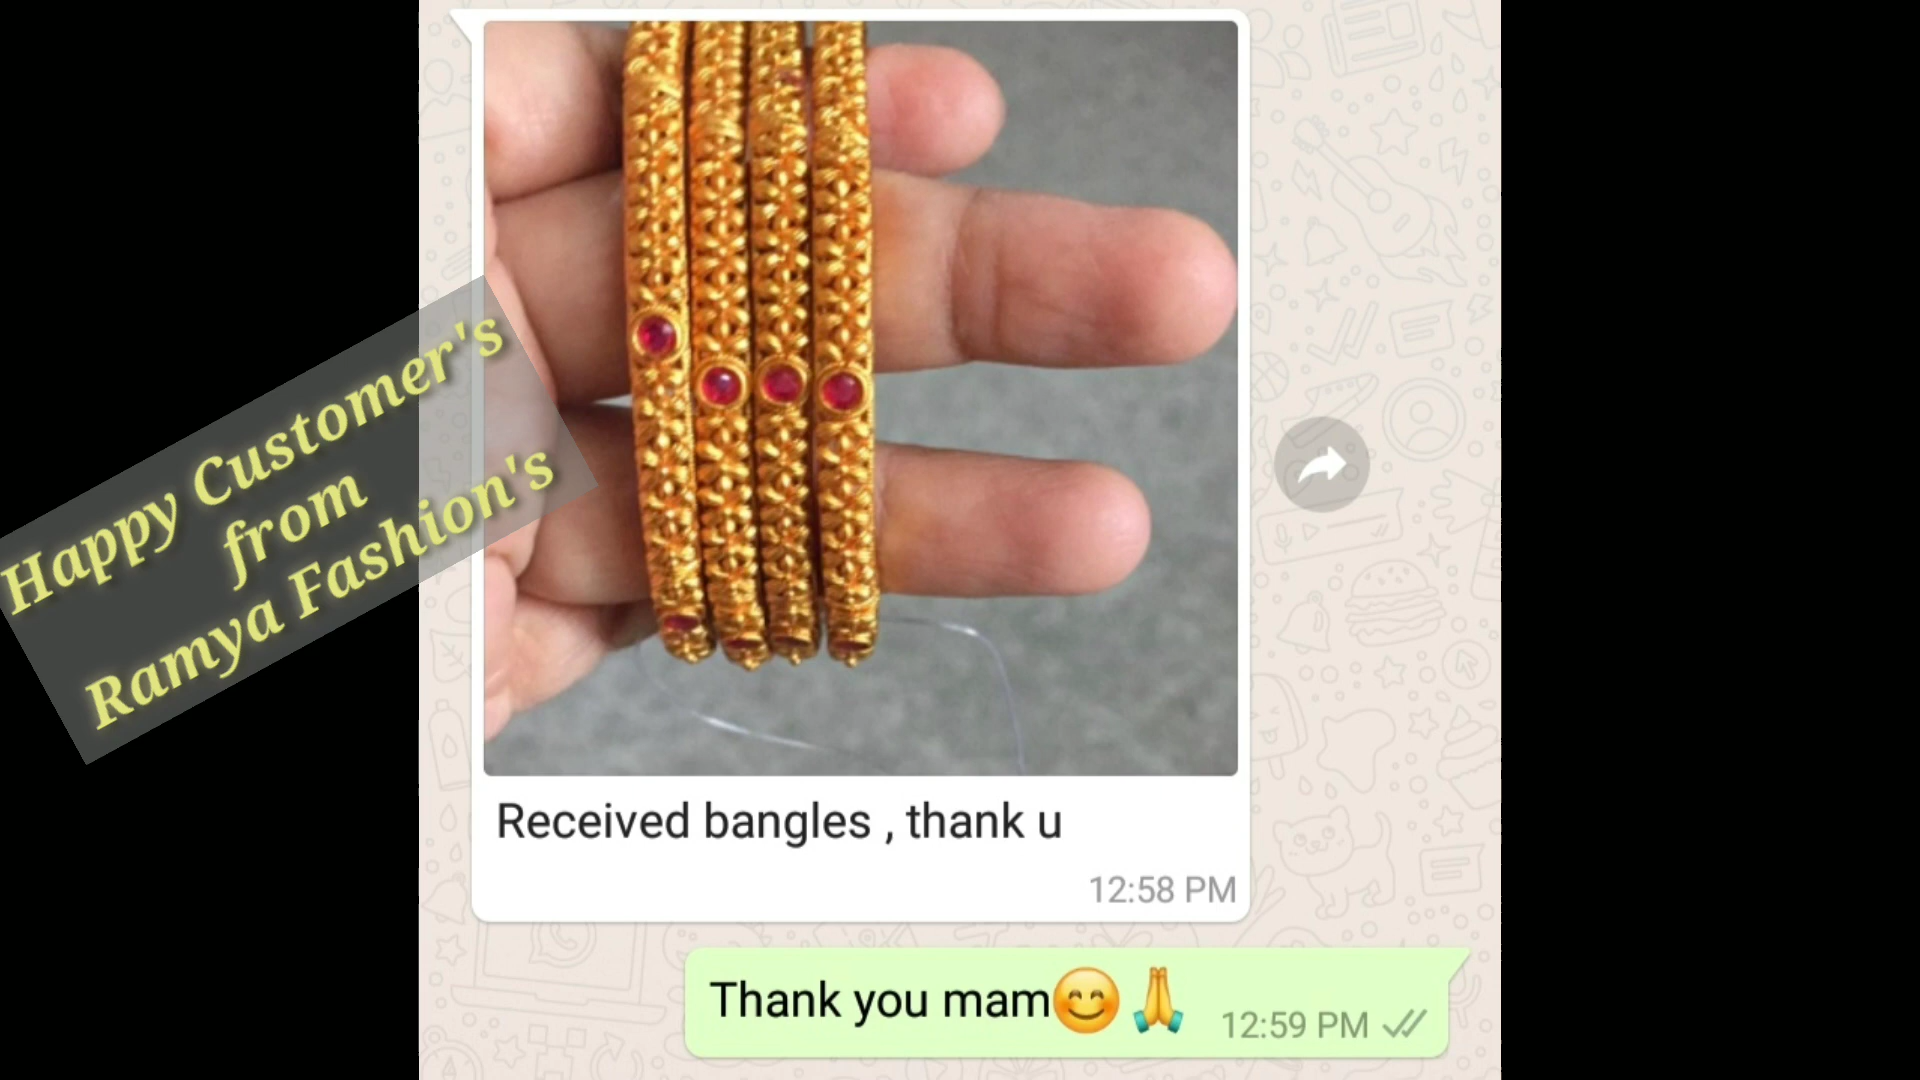 Happy Customer's
from
Ramya Fashion's
Received bangles , thank u
12:58 PM
Thank you mam😊🙏
12:59 PM